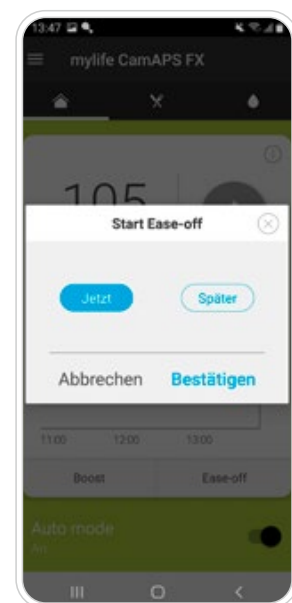 13:47
mylife CamAPS FX
105
Start Ease-off
Jetzt
Später
Abbrechen
Bestätigen
11:00 12:00 13:00
Boost
Ease-off
Auto mode
An